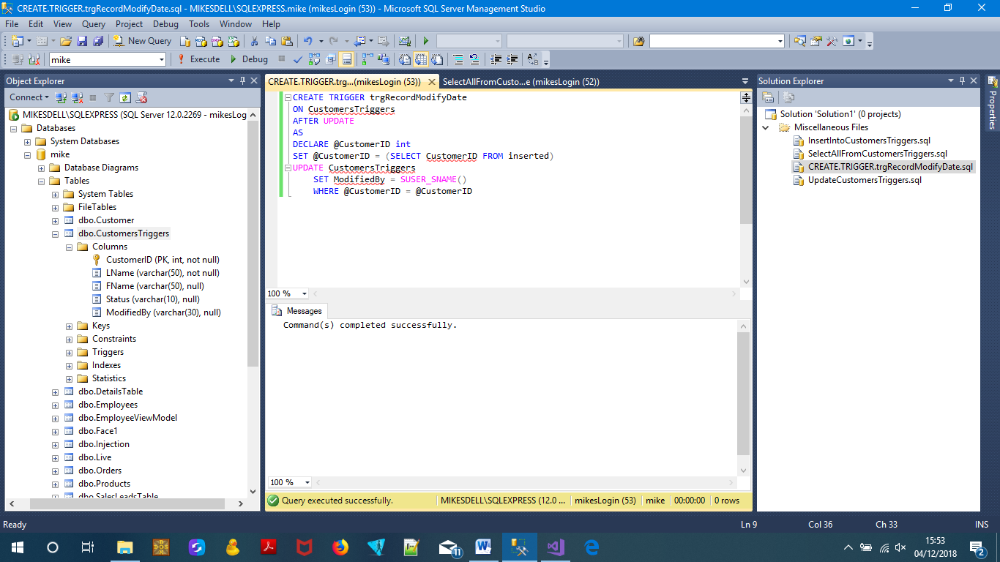 CREATE.TRIGGER.trgRecordModifyDate.sql - MIKESDELL\SQLEXPRESS.mike (mikesLogin (53)) - Microsoft SQL Server Management Studio
File Edit View Query Project Debug Tools Window Help
New Query
mike Execute Debug
Object Explorer
Connect
MIKESDELL\SQLEXPRESS (SQL Server 12.0.2269 - mikesLog
Databases
System Databases
mike
Database Diagrams
Tables
System Tables
FileTables
dbo.Customer
dbo.CustomersTriggers
Columns
CustomerID (PK, int, not null)
LName (varchar(50), not null)
FName (varchar(50), null)
Status (varchar(10), null)
ModifiedBy (varchar(30), null)
Keys
Constraints
Triggers
Indexes
Statistics
dbo.DetailsTable
dbo.Employees
dbo.EmployeeViewModel
dbo.Face1
dbo.Injection
dbo.Live
dbo.Orders
dbo.Products
dbo.SalesLeadsTable
CREATE.TRIGGER.trg...(mikesLogin (53)) SelectAllFromCusto...e (mikesLogin (52))
CREATE TRIGGER trgRecordModifyDate
ON CustomersTriggers
AFTER UPDATE
AS
DECLARE @CustomerID int
SET @CustomerID = (SELECT CustomerID FROM inserted)
UPDATE CustomersTriggers
SET ModifiedBy = SUSER_SNAME()
WHERE @CustomerID = @CustomerID
100 %
Messages
Command(s) completed successfully.
100 %
Query executed successfully. MIKESDELL\SQLEXPRESS (12.0 ... mikesLogin (53) mike 00:00:00 0 rows
Solution Explorer
Solution 'Solution1' (0 projects)
Miscellaneous Files
InsertIntoCustomersTriggers.sql
SelectAllFromCustomersTriggers.sql
CREATE.TRIGGER.trgRecordModifyDate.sql
UpdateCustomersTriggers.sql
Properties
Ready Ln 9 Col 36 Ch 33 INS
DOS
11
15:53
04/12/2018
2